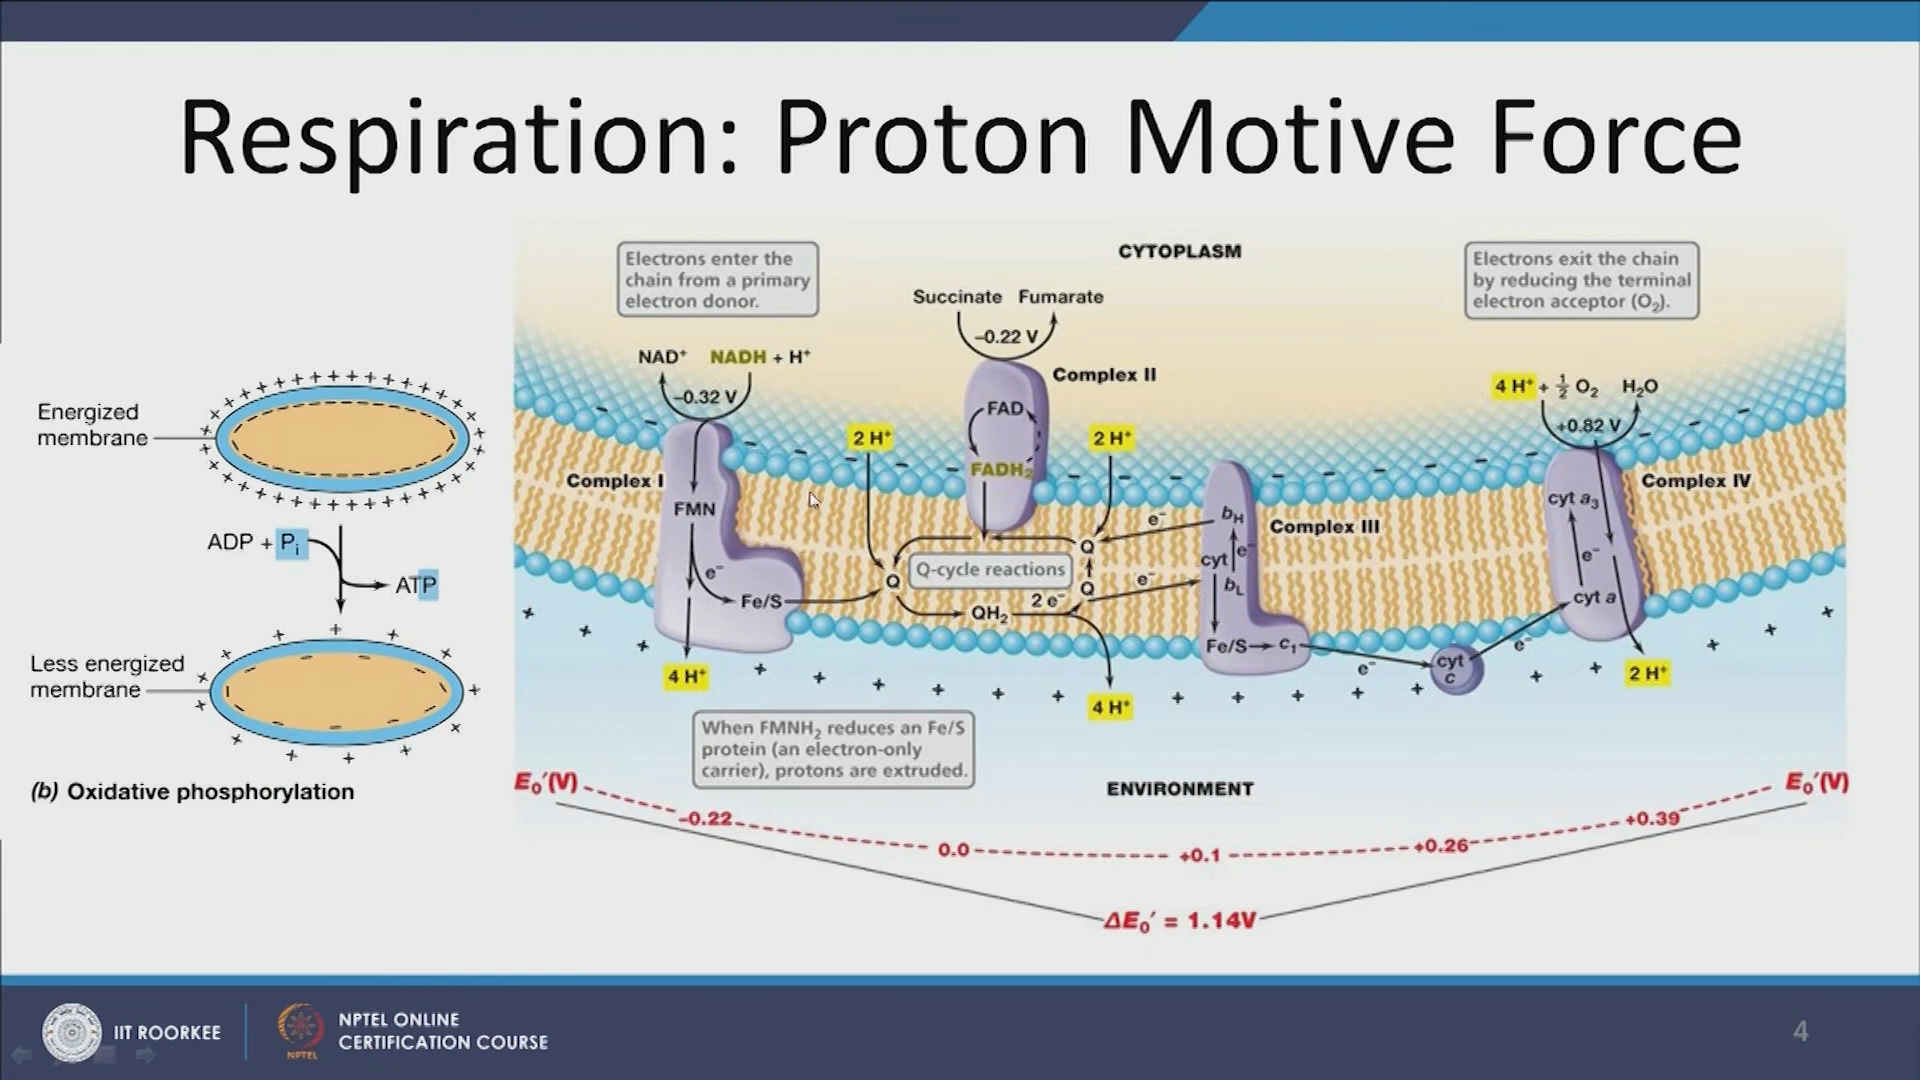 Respiration: Proton Motive Force
Energized
membrane
ADP + Pi
ATP
Less energized
membrane
(b) Oxidative phosphorylation
CYTOPLASM
Electrons enter the
chain from a primary
electron donor.
Succinate Fumarate
–0.22 V
Complex II
Electrons exit the chain
by reducing the terminal
electron acceptor (O₂).
NAD⁺ NADH + H⁺
–0.32 V
4 H⁺ + ½ O₂ H₂O
+0.82 V
2 H⁺
FAD
FADH₂
2 H⁺
Complex I
FMN
e⁻
Fe/S
Q
Q-cycle reactions
QH₂
2 e⁻
Q
Q
e⁻
e⁻
bH
cyt
e⁻
bL
Fe/S
c₁
Complex III
e⁻
cyt
c
e⁻
cyt a₃
e⁻
cyt a
Complex IV
4 H⁺
4 H⁺
2 H⁺
When FMNH₂ reduces an Fe/S
protein (an electron-only
carrier), protons are extruded.
ENVIRONMENT
E₀′(V)
–0.22
0.0
+0.1
+0.26
+0.39
E₀′(V)
ΔE₀′ = 1.14V
IIT ROORKEE
NPTEL
NPTEL ONLINE
CERTIFICATION COURSE
4